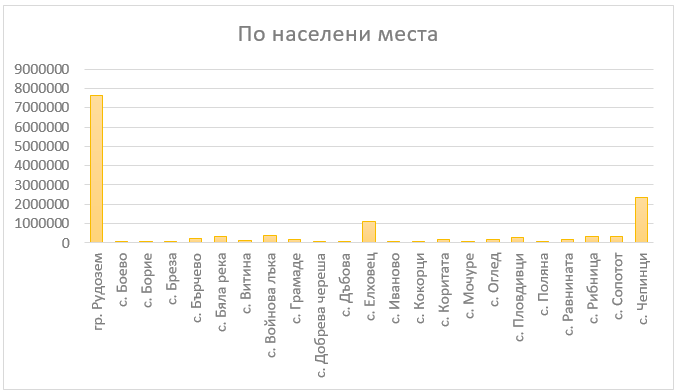 По населени места
9000000
8000000
7000000
6000000
5000000
4000000
3000000
2000000
1000000
0
гр. Рудозем
с. Боево
с. Борие
с. Бреза
с. Бърчево
с. Бяла река
с. Витина
с. Войнова лъка
с. Грамаде
с. Добрева череша
с. Дъбова
с. Елховец
с. Иваново
с. Кокорци
с. Коритата
с. Мочуре
с. Оглед
с. Пловдивци
с. Поляна
с. Равнината
с. Рибница
с. Сопотот
с. Чепинци